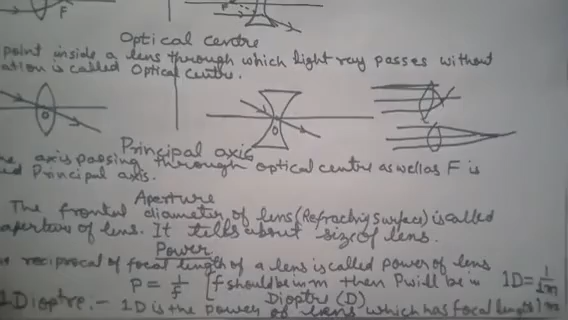 F
F
Optical centre
point inside a lens through which light ray passes without
ation is called Optical Centre.
O
O
Principal axis
axis passing through optical centre as well as F is
Principal axis.
Aperture
The frontal diameter of lens (Refracting surface) is called
aperture of lens. It tells about size of lens.
Power
reciprocal of focal length of a lens is called power of lens
P = 1/f [f should be in m then P will be in 1D = 1/1m
Dioptre (D)
1 Dioptre. - 1D is the power of lens which has focal length 1m